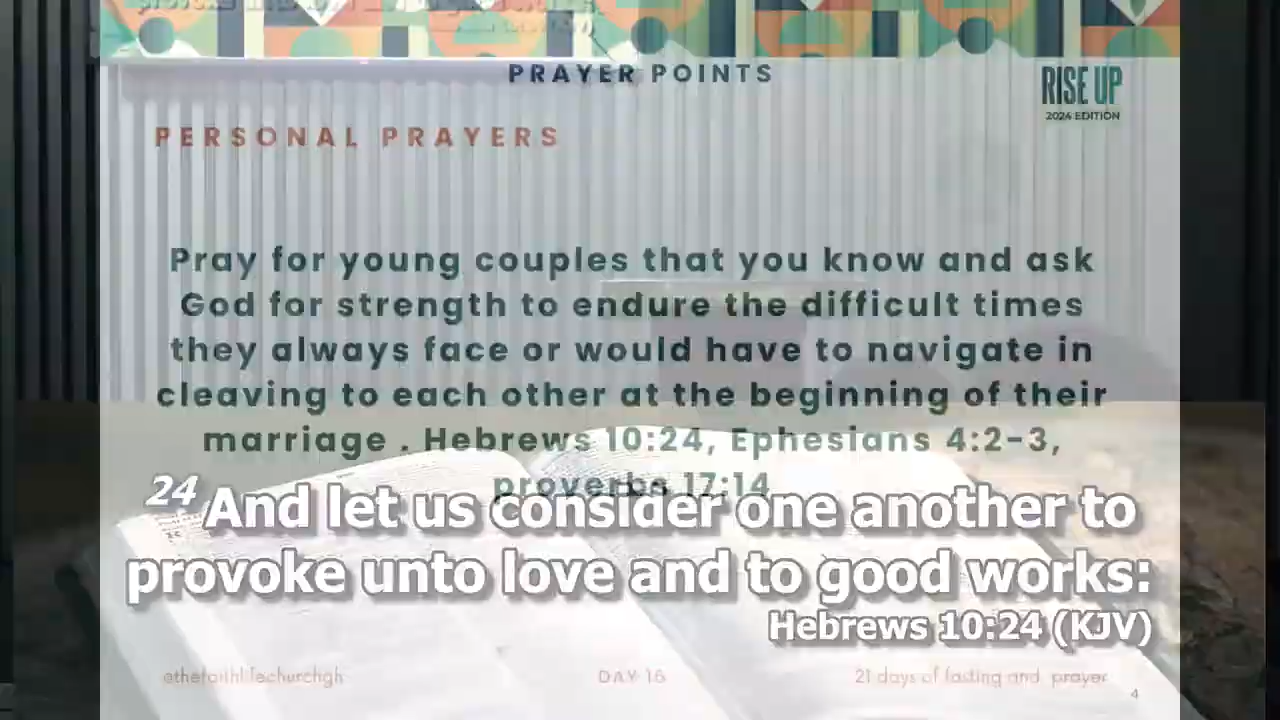 PRAYER POINTS
RISE UP
2024 EDITION
PERSONAL PRAYERS
Pray for young couples that you know and ask
God for strength to endure the difficult times
they always face or would have to navigate in
cleaving to each other at the beginning of their
marriage . Hebrews 10:24, Ephesians 4:2-3,
proverbs 17:14
24 And let us consider one another to
provoke unto love and to good works:
Hebrews 10:24 (KJV)
@thefaithlifechurchgh
DAY 16
21 days of fasting and prayer
4